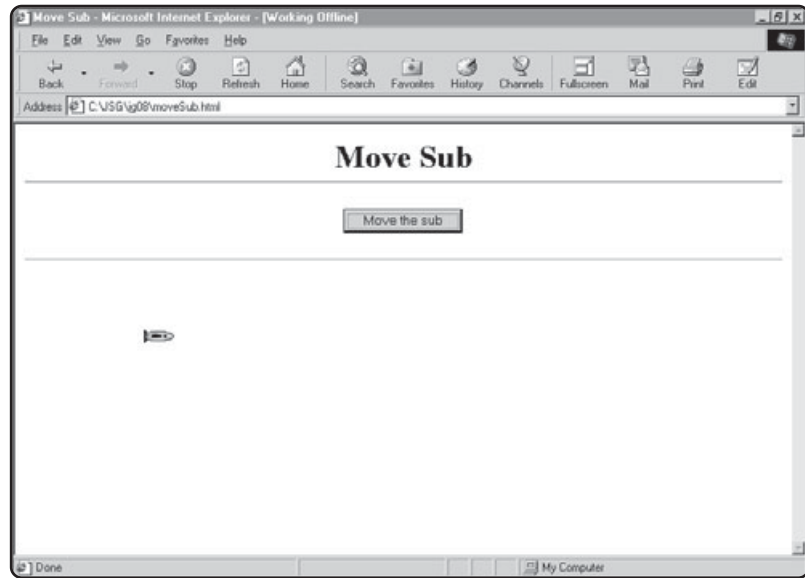 Move Sub - Microsoft Internet Explorer - [Working Offline]
File Edit View Go Favorites Help
Back Forward Stop Refresh Home Search Favorites History Channels Fullscreen Mail Print Edit
Address C:\JSG\jg08\moveSub.html
Move Sub
Move the sub
Done My Computer